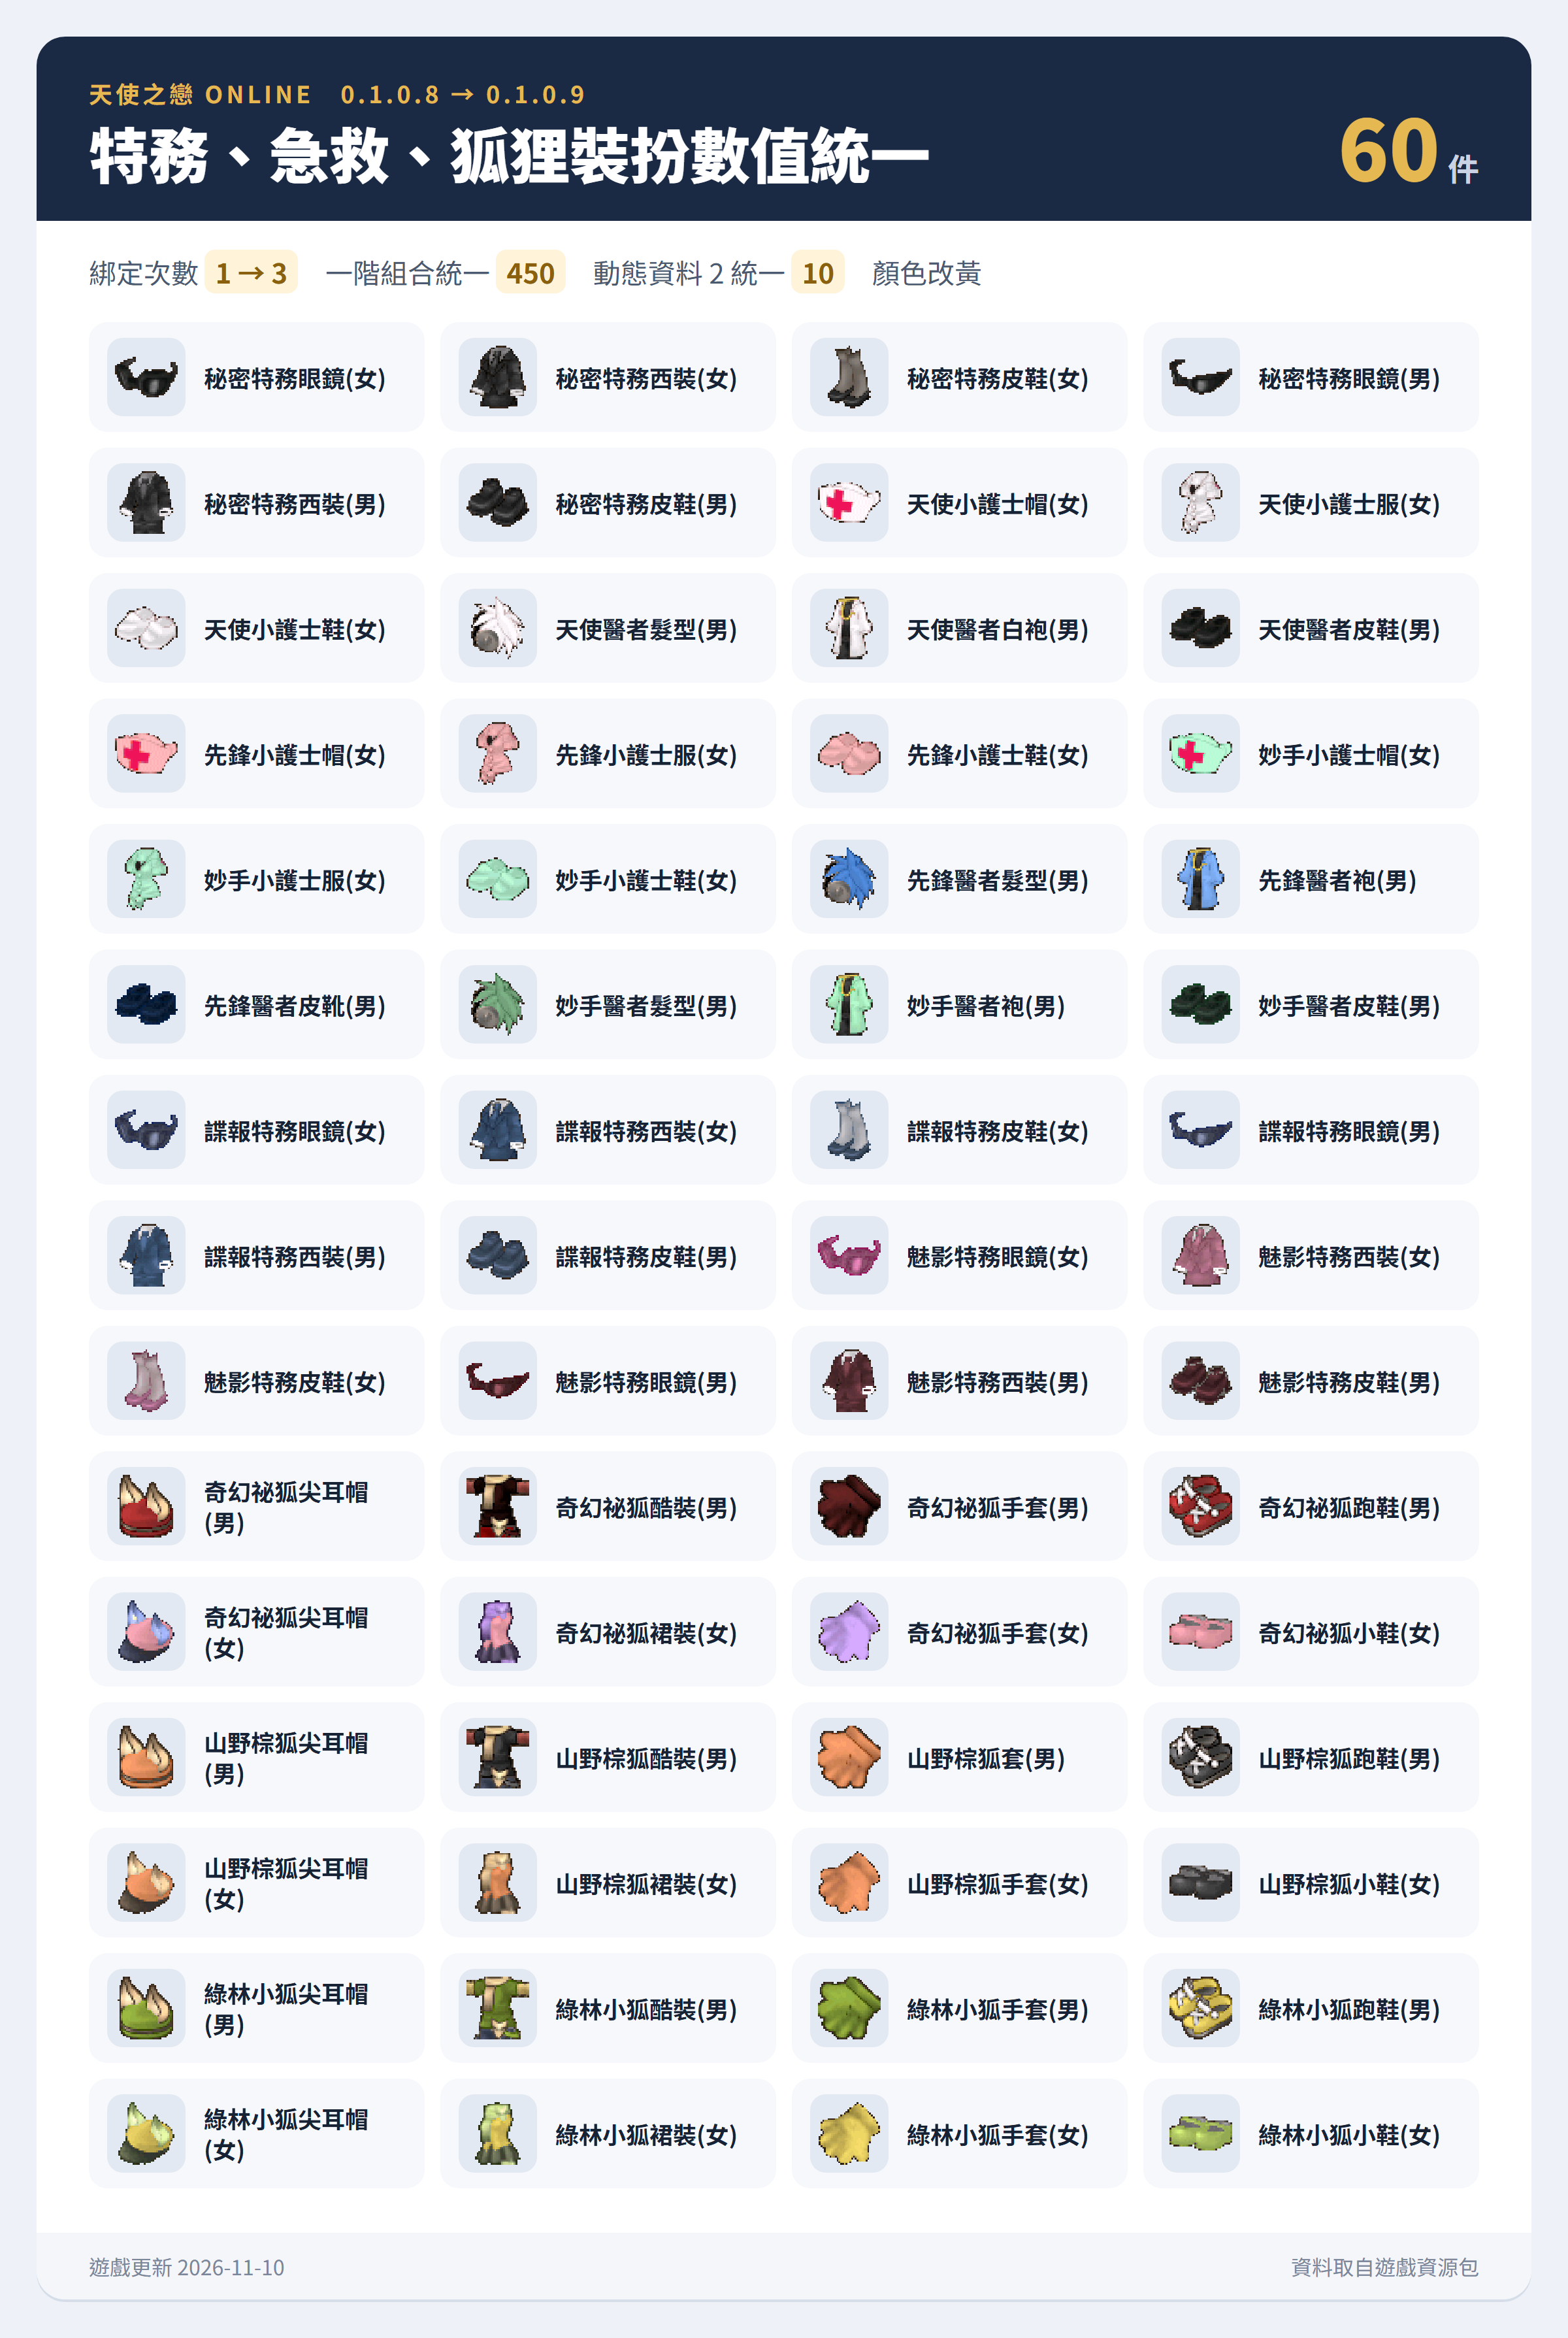 天使之戀 ONLINE 0.1.0.8 → 0.1.0.9
特務、急救、狐狸裝扮數值統一
60 件
綁定次數 1 → 3 一階組合統一 450 動態資料 2 統一 10 顏色改黃
秘密特務眼鏡(女)
秘密特務西裝(女)
秘密特務皮鞋(女)
秘密特務眼鏡(男)
秘密特務西裝(男)
秘密特務皮鞋(男)
天使小護士帽(女)
天使小護士服(女)
天使小護士鞋(女)
天使醫者髮型(男)
天使醫者白袍(男)
天使醫者皮鞋(男)
先鋒小護士帽(女)
先鋒小護士服(女)
先鋒小護士鞋(女)
妙手小護士帽(女)
妙手小護士服(女)
妙手小護士鞋(女)
先鋒醫者髮型(男)
先鋒醫者袍(男)
先鋒醫者皮靴(男)
妙手醫者髮型(男)
妙手醫者袍(男)
妙手醫者皮鞋(男)
諜報特務眼鏡(女)
諜報特務西裝(女)
諜報特務皮鞋(女)
諜報特務眼鏡(男)
諜報特務西裝(男)
諜報特務皮鞋(男)
魅影特務眼鏡(女)
魅影特務西裝(女)
魅影特務皮鞋(女)
魅影特務眼鏡(男)
魅影特務西裝(男)
魅影特務皮鞋(男)
奇幻祕狐尖耳帽
(男)
奇幻祕狐酷裝(男)
奇幻祕狐手套(男)
奇幻祕狐跑鞋(男)
奇幻祕狐尖耳帽
(女)
奇幻祕狐裙裝(女)
奇幻祕狐手套(女)
奇幻祕狐小鞋(女)
山野棕狐尖耳帽
(男)
山野棕狐酷裝(男)
山野棕狐套(男)
山野棕狐跑鞋(男)
山野棕狐尖耳帽
(女)
山野棕狐裙裝(女)
山野棕狐手套(女)
山野棕狐小鞋(女)
綠林小狐尖耳帽
(男)
綠林小狐酷裝(男)
綠林小狐手套(男)
綠林小狐跑鞋(男)
綠林小狐尖耳帽
(女)
綠林小狐裙裝(女)
綠林小狐手套(女)
綠林小狐小鞋(女)
遊戲更新 2026-11-10
資料取自遊戲資源包